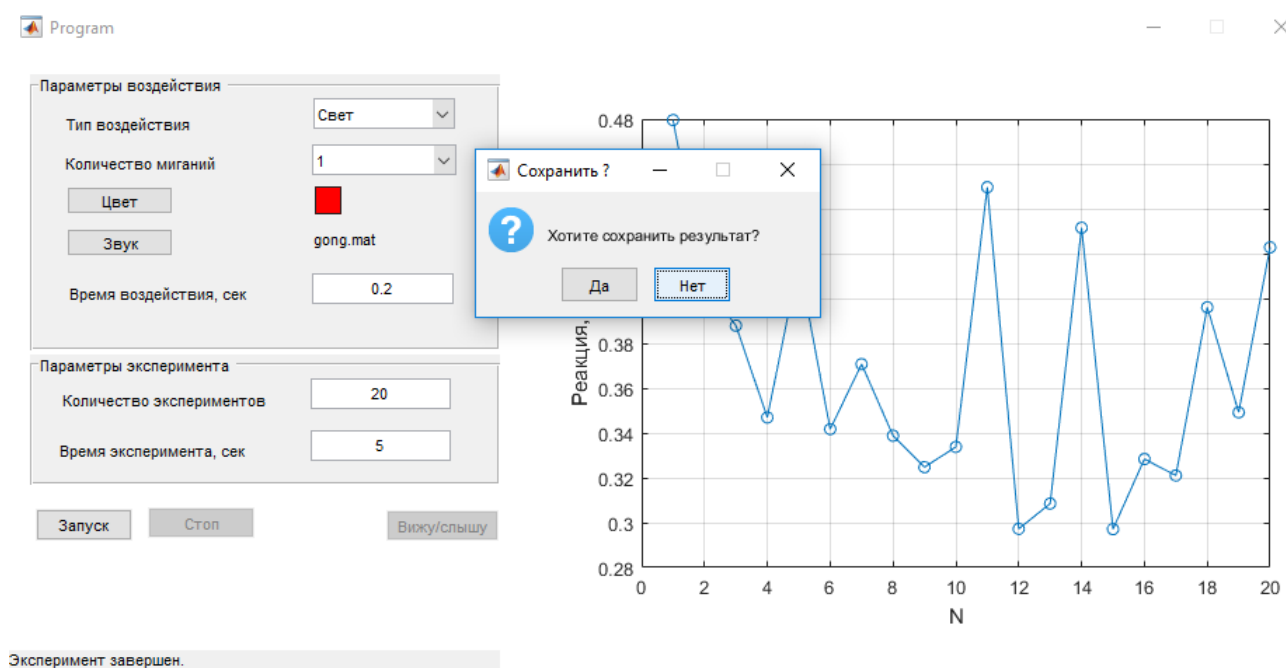 Program
Параметры воздействия
Тип воздействия
Свет
Количество миганий
1
Цвет
Звук
gong.mat
Время воздействия, сек
0.2
Параметры эксперимента
Количество экспериментов
20
Время эксперимента, сек
5
Запуск
Стоп
Вижу/слышу
Эксперимент завершен.
Сохранить ?
Хотите сохранить результат?
Да
Нет
0.48
0.38
0.36
0.34
0.32
0.3
0.28
Реакция,
0 2 4 6 8 10 12 14 16 18 20
N